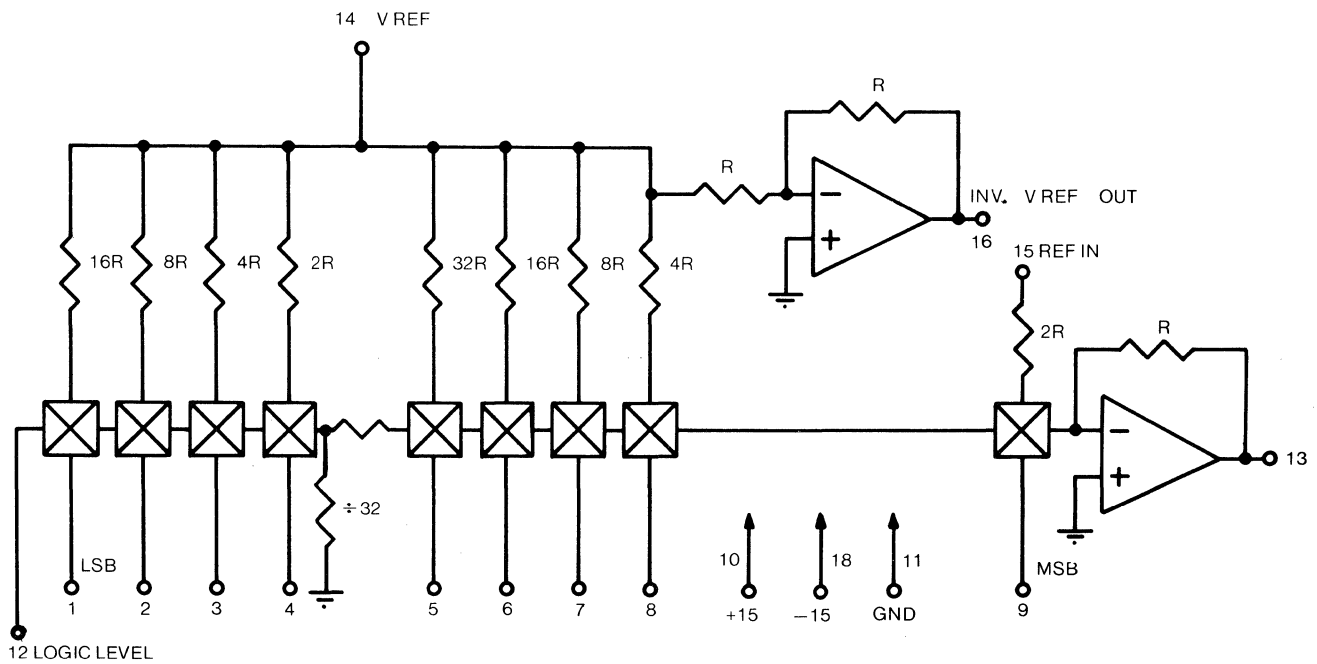 14 V REF
R
R
INV. V REF OUT
16
16R 8R 4R 2R 32R 16R 8R 4R
15 REF IN
2R
R
13
÷32
LSB
10 18 11
MSB
1 2 3 4 5 6 7 8 +15 −15 GND 9
12 LOGIC LEVEL